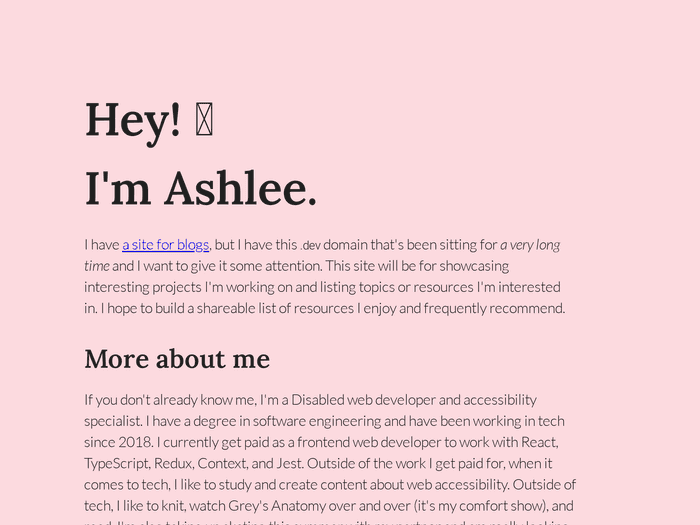 Hey!
I'm Ashlee.
I have a site for blogs, but I have this .dev domain that's been sitting for a very long
time and I want to give it some attention. This site will be for showcasing
interesting projects I'm working on and listing topics or resources I'm interested
in. I hope to build a shareable list of resources I enjoy and frequently recommend.
More about me
If you don't already know me, I'm a Disabled web developer and accessibility
specialist. I have a degree in software engineering and have been working in tech
since 2018. I currently get paid as a frontend web developer to work with React,
TypeScript, Redux, Context, and Jest. Outside of the work I get paid for, when it
comes to tech, I like to study and create content about web accessibility. Outside of
tech, I like to knit, watch Grey's Anatomy over and over (it's my comfort show), and